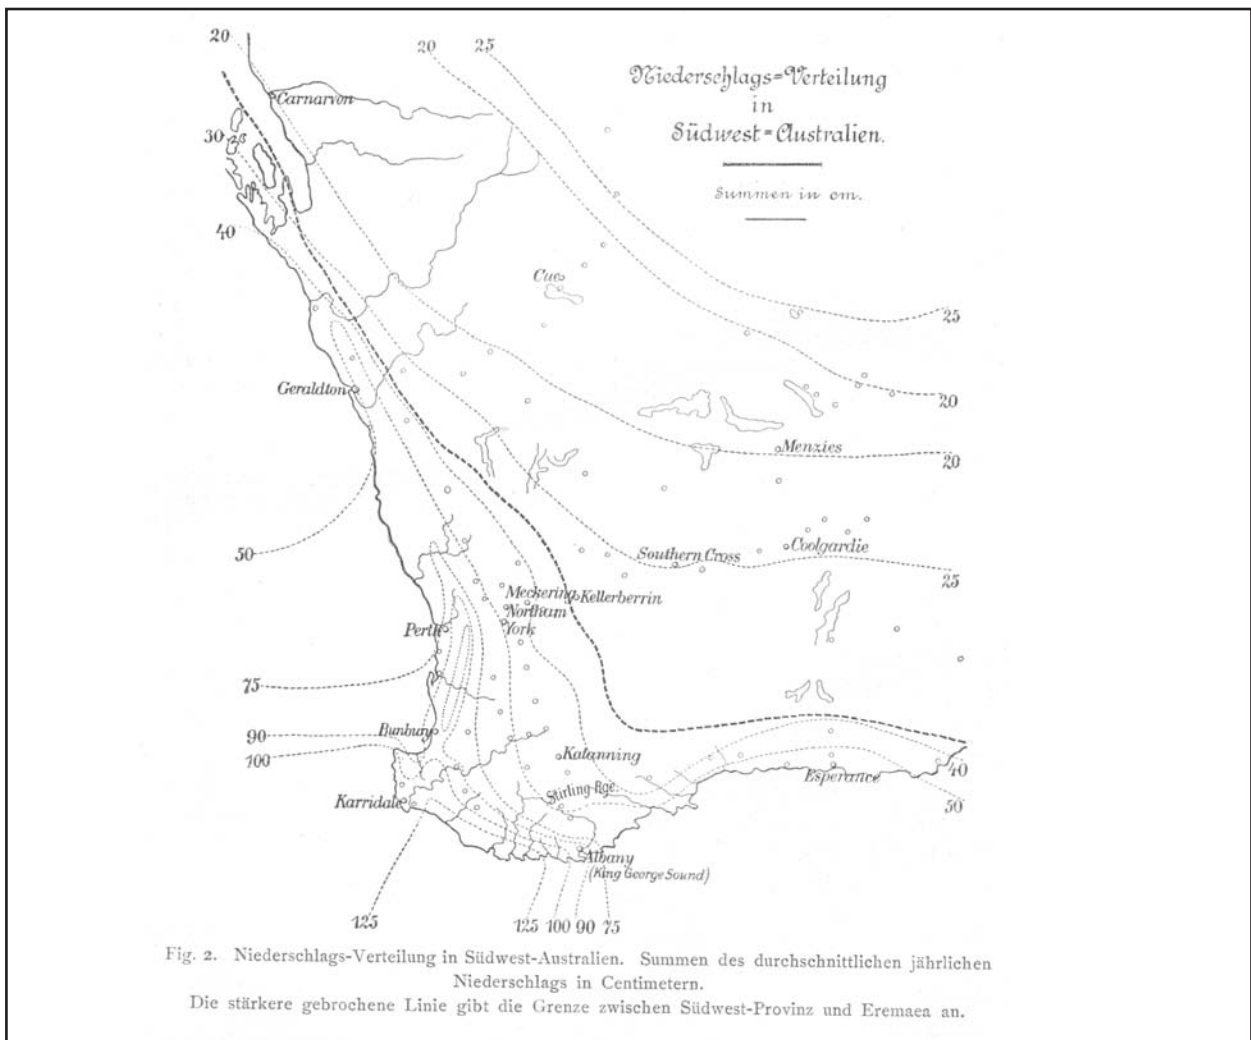 20
20
25
Niederschlags=Verteilung
in
Südwest=Australien.
Summen in cm.
Carnarvon
30
25
40
Cue
25
Geraldton
20
Menzies
20
50
Southern Cross
Coolgardie
25
Meckering
Kellerberrin
Northam
York
Perth
75
90
Bunbury
100
Katanning
40
Esperance
Stirling Rge.
Karridale
50
Albany
(King George Sound)
125
125 100 90 75
Fig. 2. Niederschlags-Verteilung in Südwest-Australien. Summen des durchschnittlichen jährlichen
Niederschlags in Centimetern.
Die stärkere gebrochene Linie gibt die Grenze zwischen Südwest-Provinz und Eremaea an.